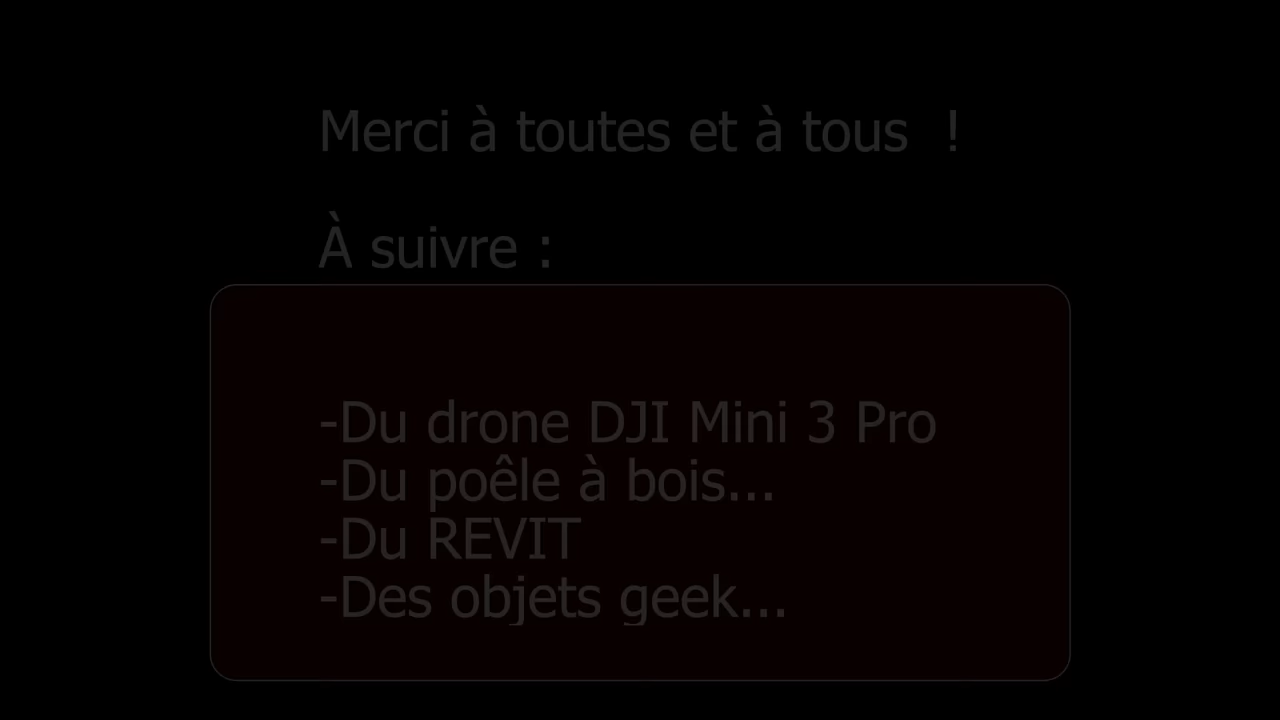 Merci à toutes et à tous  !
À suivre :
-Du drone DJI Mini 3 Pro
-Du poêle à bois...
-Du REVIT
-Des objets geek...